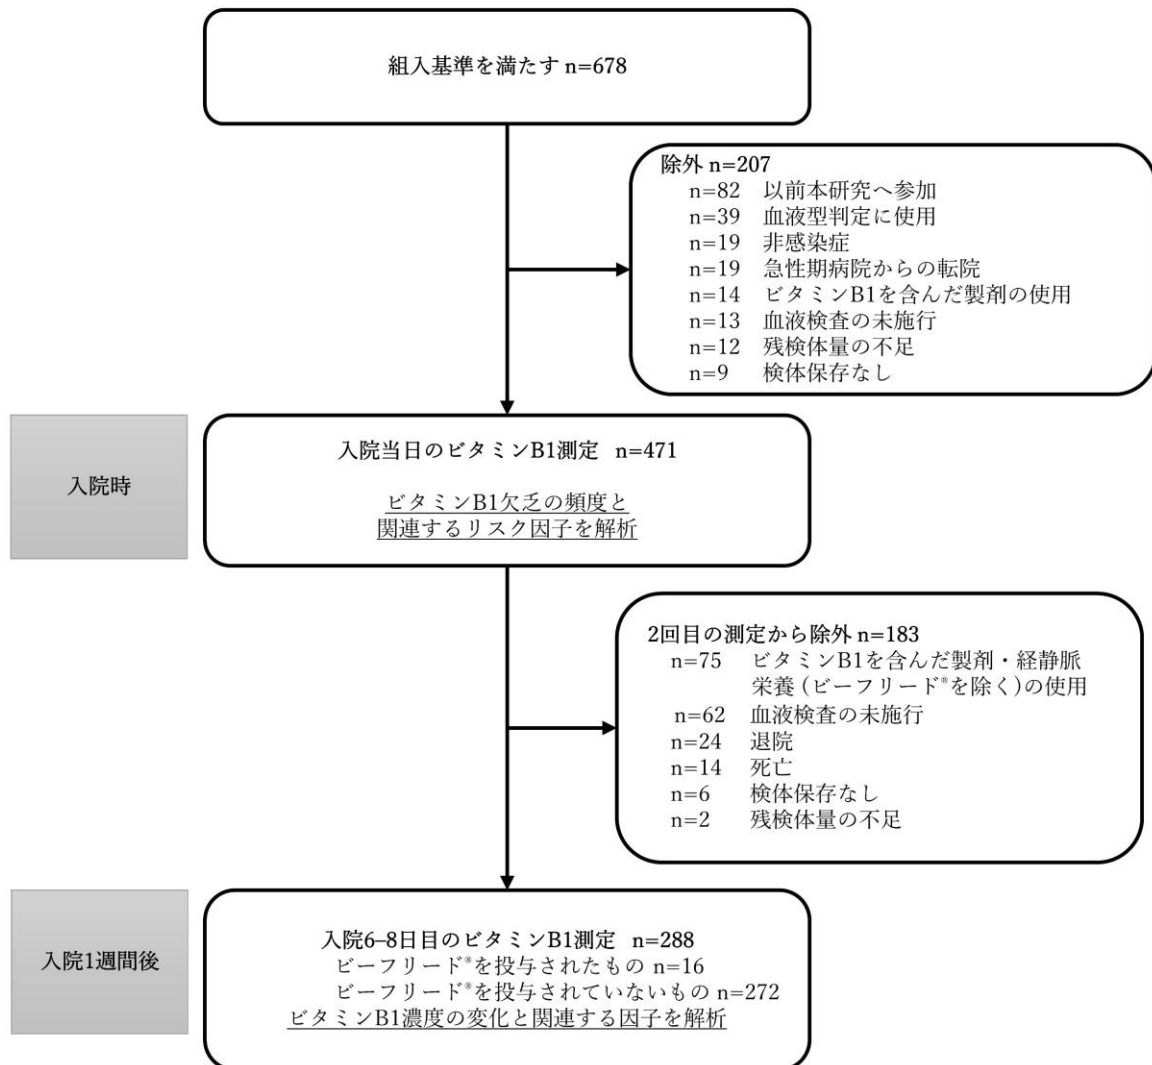 組入基準を満たす n=678
除外 n=207
n=82 以前本研究へ参加
n=39 血液型判定に使用
n=19 非感染症
n=19 急性期病院からの転院
n=14 ビタミンB1を含んだ製剤の使用
n=13 血液検査の未施行
n=12 残検体量の不足
n=9 検体保存なし
入院時
入院当日のビタミンB1測定 n=471
ビタミンB1欠乏の頻度と
関連するリスク因子を解析
2回目の測定から除外 n=183
n=75 ビタミンB1を含んだ製剤・経静脈
栄養 (ビーフリード®を除く)の使用
n=62 血液検査の未施行
n=24 退院
n=14 死亡
n=6 検体保存なし
n=2 残検体量の不足
入院1週間後
入院6–8日目のビタミンB1測定 n=288
ビーフリード®を投与されたもの n=16
ビーフリード®を投与されていないもの n=272
ビタミンB1濃度の変化と関連する因子を解析